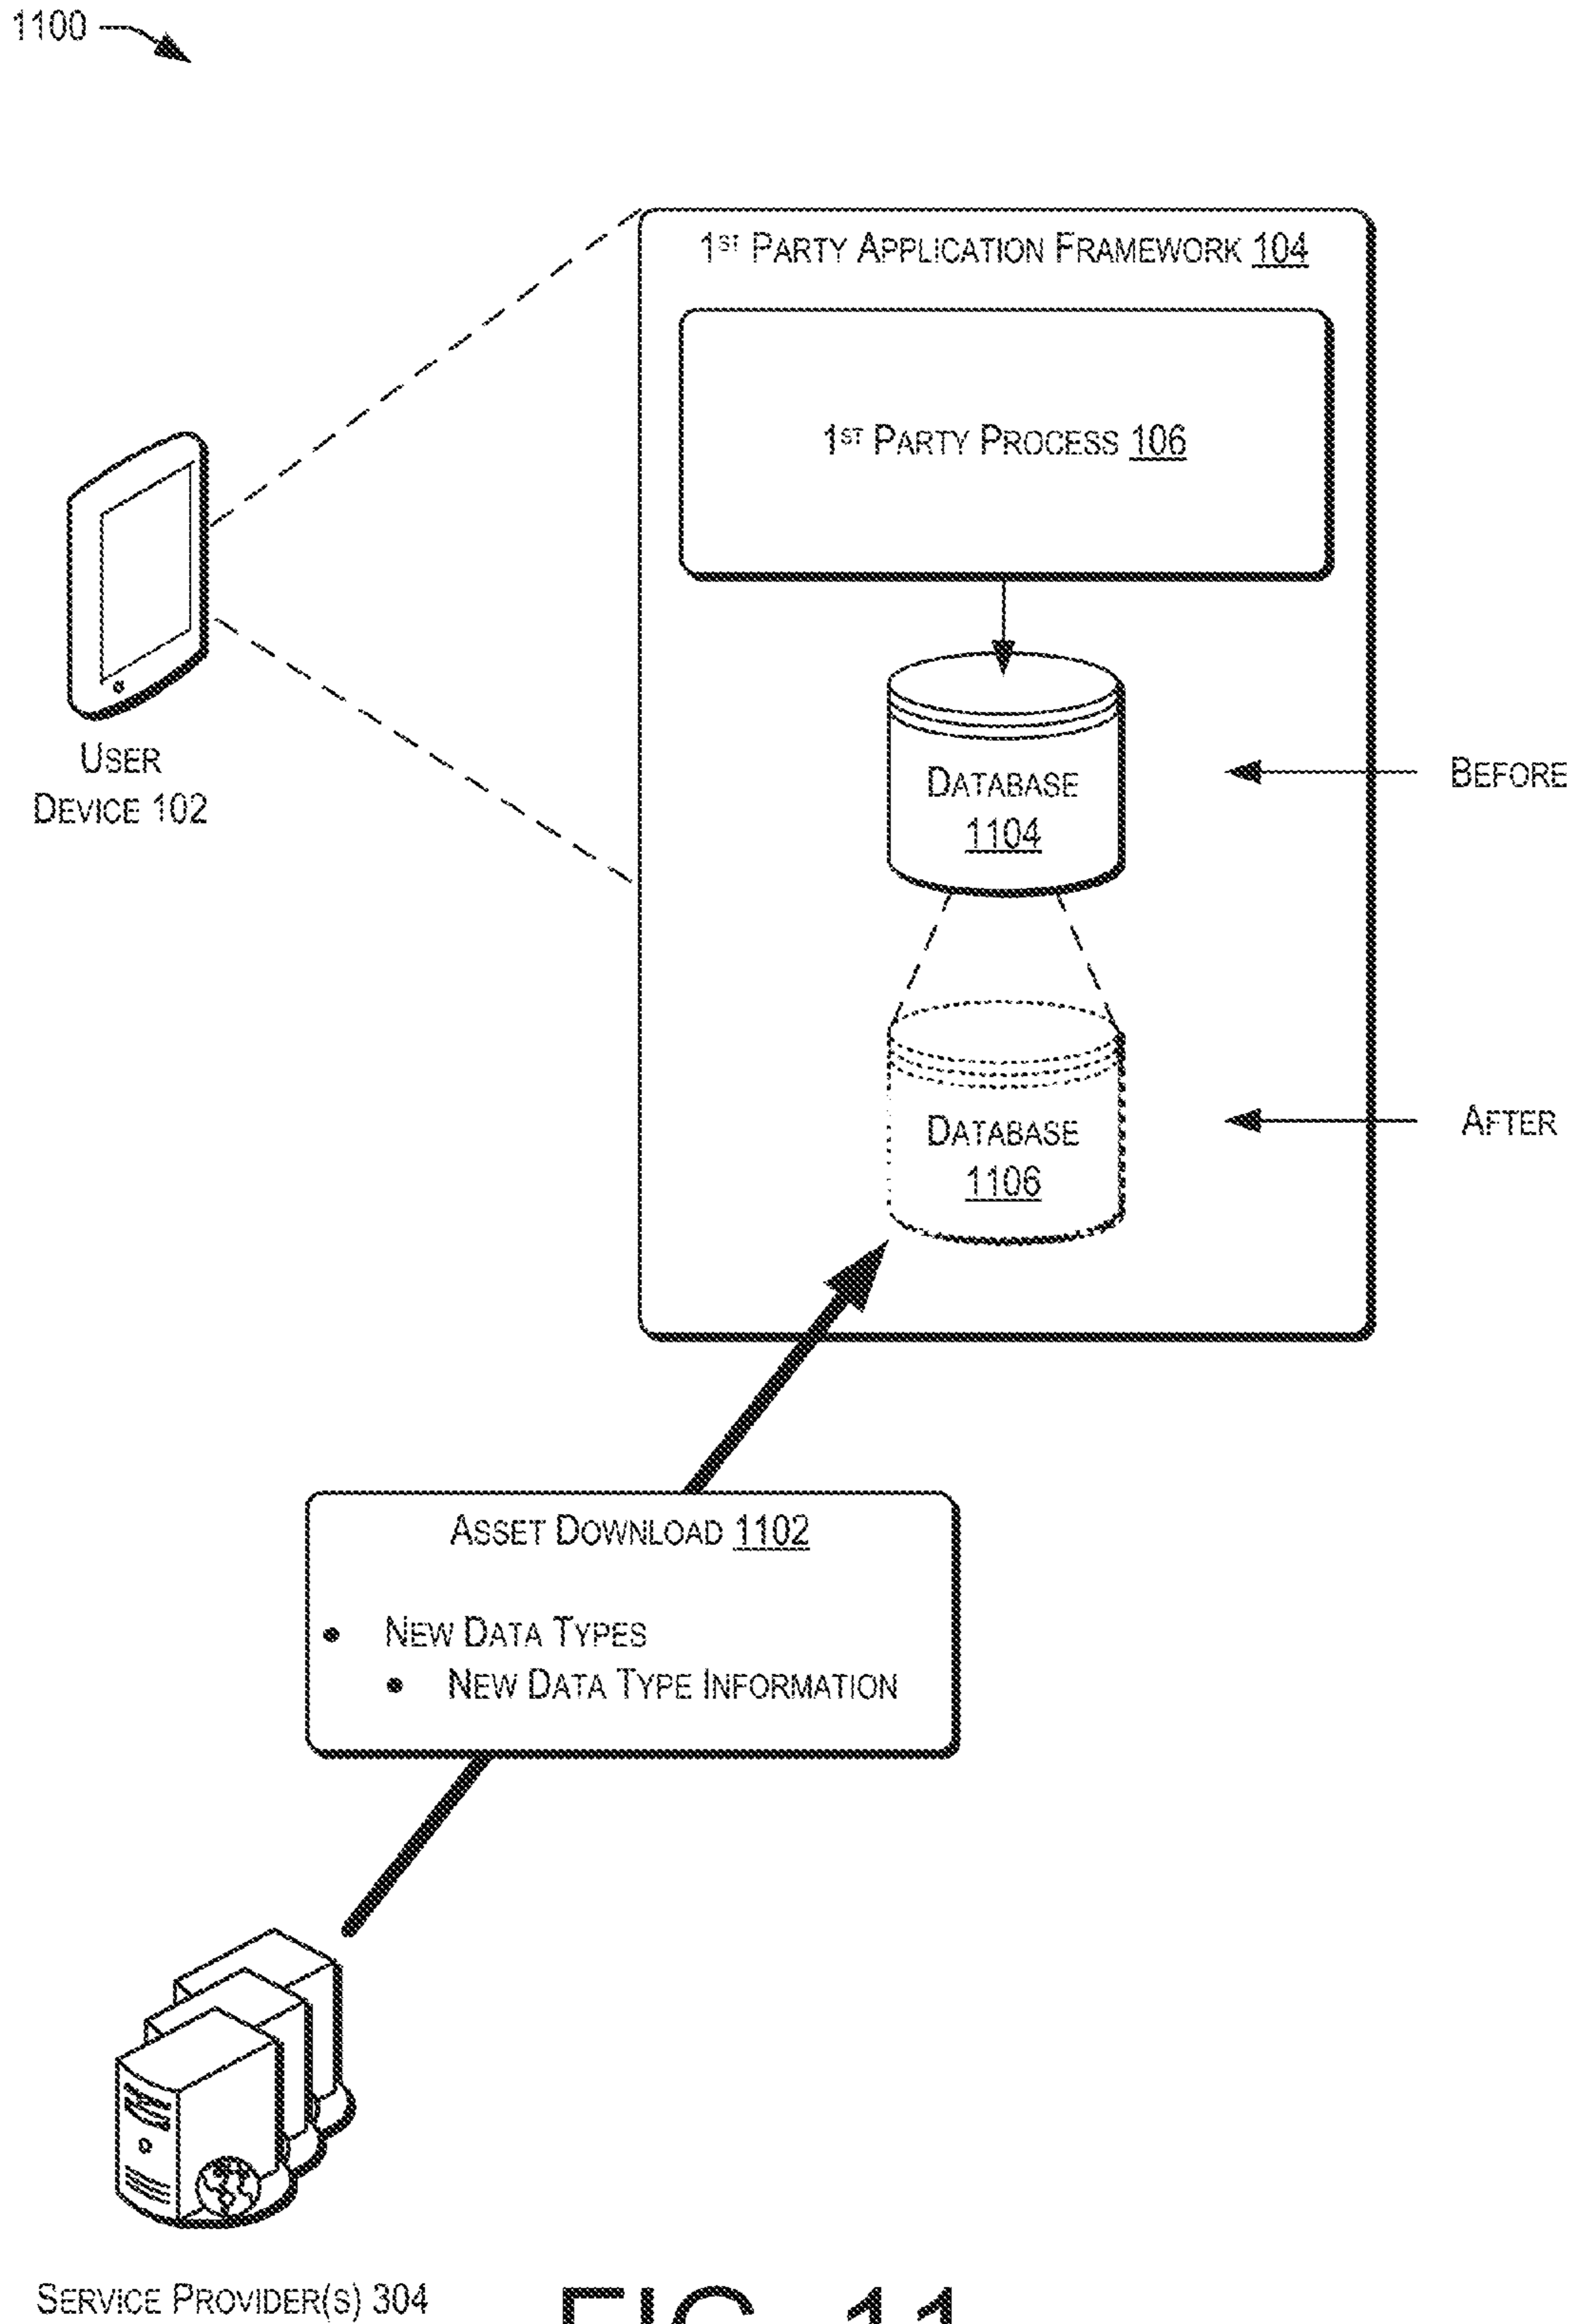 1100
1ST PARTY APPLICATION FRAMEWORK 104
1ST PARTY PROCESS 106
USER
DEVICE 102
DATABASE
1104
BEFORE
DATABASE
1106
AFTER
ASSET DOWNLOAD 1102
• NEW DATA TYPES
• NEW DATA TYPE INFORMATION
SERVICE PROVIDER(S) 304
FIG. 11